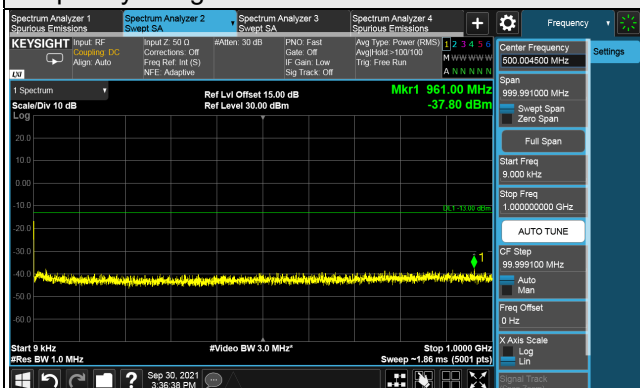 Spectrum Analyzer 1
Spurious Emissions
Spectrum Analyzer 2
Swept SA
Spectrum Analyzer 3
Swept SA
Spectrum Analyzer 4
Spurious Emissions
Frequency
KEYSIGHT
LXI
Input: RF
Coupling: DC
Align: Auto
Input Z: 50 Ω
Corrections: Off
Freq Ref: Int (S)
NFE: Adaptive
#Atten: 30 dB
PNO: Fast
Gate: Off
IF Gain: Low
Sig Track: Off
Avg Type: Power (RMS)
Avg|Hold:>100/100
Trig: Free Run
1 2 3 4 5 6
M W W W W W
A N N N N N
1 Spectrum
Scale/Div 10 dB
Log
Ref Lvl Offset 15.00 dB
Ref Level 30.00 dBm
Mkr1 961.00 MHz
-37.80 dBm
20.0
10.0
0.00
-10.0
-20.0
-30.0
-40.0
-50.0
-60.0
DL1 -13.00 dBm
1
Start 9 kHz
#Res BW 1.0 MHz
#Video BW 3.0 MHz*
Stop 1.0000 GHz
Sweep ~1.86 ms (5001 pts)
Sep 30, 2021
3:36:38 PM
Center Frequency
500.004500 MHz
Span
999.991000 MHz
Swept Span
Zero Span
Full Span
Start Freq
9.000 kHz
Stop Freq
1.000000000 GHz
AUTO TUNE
CF Step
99.999100 MHz
Auto
Man
Freq Offset
0 Hz
X Axis Scale
Log
Lin
Signal Track
Settings